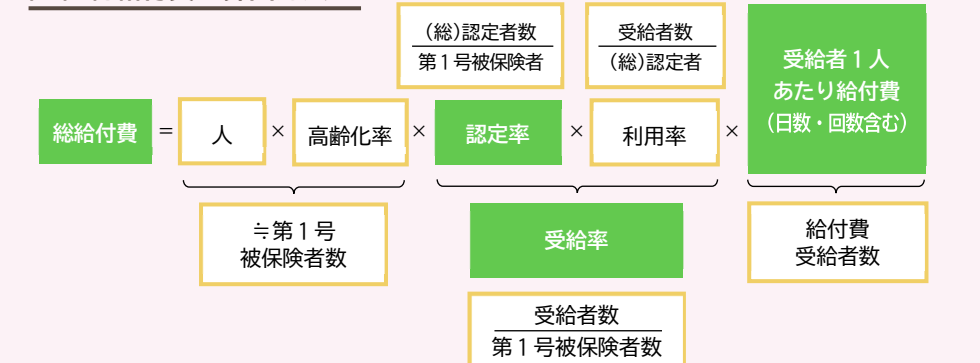 (総)認定者数
第1号被保険者
受給者数
(総)認定者
受給者1人
あたり給付費
(日数・回数含む)
総給付費 = 人 × 高齢化率 × 認定率 × 利用率 ×
≒第1号
被保険者数
受給率
給付費
受給者数
受給者数
第1号被保険者数